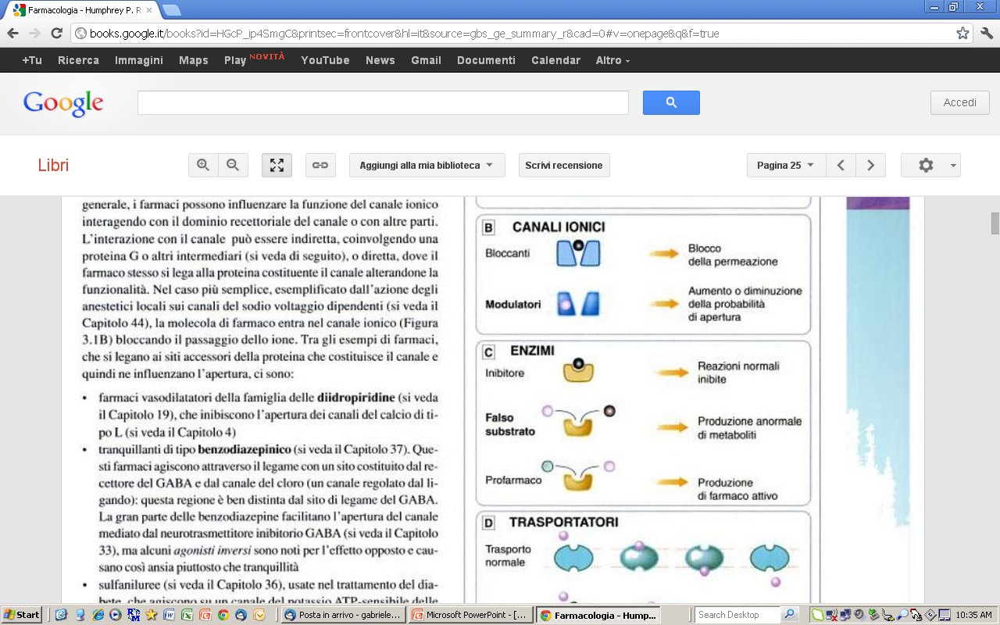 Farmacologia - Humphrey P. R
books.google.it/books?id=HGcP_ip4SmgC&printsec=frontcover&hl=it&source=gbs_ge_summary_r&cad=0#v=onepage&q&f=true
+Tu Ricerca Immagini Maps Play NOVITÀ YouTube News Gmail Documenti Calendar Altro
Google
Accedi
Libri
Aggiungi alla mia biblioteca
Scrivi recensione
Pagina 25
generale, i farmaci possono influenzare la funzione del canale ionico
interagendo con il dominio recettoriale del canale o con altre parti.
L'interazione con il canale può essere indiretta, coinvolgendo una
proteina G o altri intermediari (si veda di seguito), o diretta, dove il
farmaco stesso si lega alla proteina costituente il canale alterandone la
funzionalità. Nel caso più semplice, esemplificato dall'azione degli
anestetici locali sui canali del sodio voltaggio dipendenti (si veda il
Capitolo 44), la molecola di farmaco entra nel canale ionico (Figura
3.1B) bloccando il passaggio dello ione. Tra gli esempi di farmaci,
che si legano ai siti accessori della proteina che costituisce il canale e
quindi ne influenzano l'apertura, ci sono:
• farmaci vasodilatatori della famiglia delle diidropiridine (si veda
il Capitolo 19), che inibiscono l'apertura dei canali del calcio di ti-
po L (si veda il Capitolo 4)
• tranquillanti di tipo benzodiazepinico (si veda il Capitolo 37). Que-
sti farmaci agiscono attraverso il legame con un sito costituito dal re-
cettore del GABA e dal canale del cloro (un canale regolato dal li-
gando): questa regione è ben distinta dal sito di legame del GABA.
La gran parte delle benzodiazepine facilitano l'apertura del canale
mediato dal neurotrasmettitore inibitorio GABA (si veda il Capitolo
33), ma alcuni agonisti inversi sono noti per l'effetto opposto e cau-
sano così ansia piuttosto che tranquillità
• sulfaniluree (si veda il Capitolo 36), usate nel trattamento del dia-
bete, che agiscono su un canale del potassio ATP-sensibile delle
B CANALI IONICI
Bloccanti
Blocco
della permeazione
Modulatori
Aumento o diminuzione
della probabilità
di apertura
C ENZIMI
Inibitore
Reazioni normali
inibite
Falso
substrato
Produzione anormale
di metaboliti
Profarmaco
Produzione
di farmaco attivo
D TRASPORTATORI
Trasporto
normale
Start
Posta in arrivo - gabriele...
Microsoft PowerPoint - [...
Farmacologia - Hump...
Search Desktop
10:35 AM